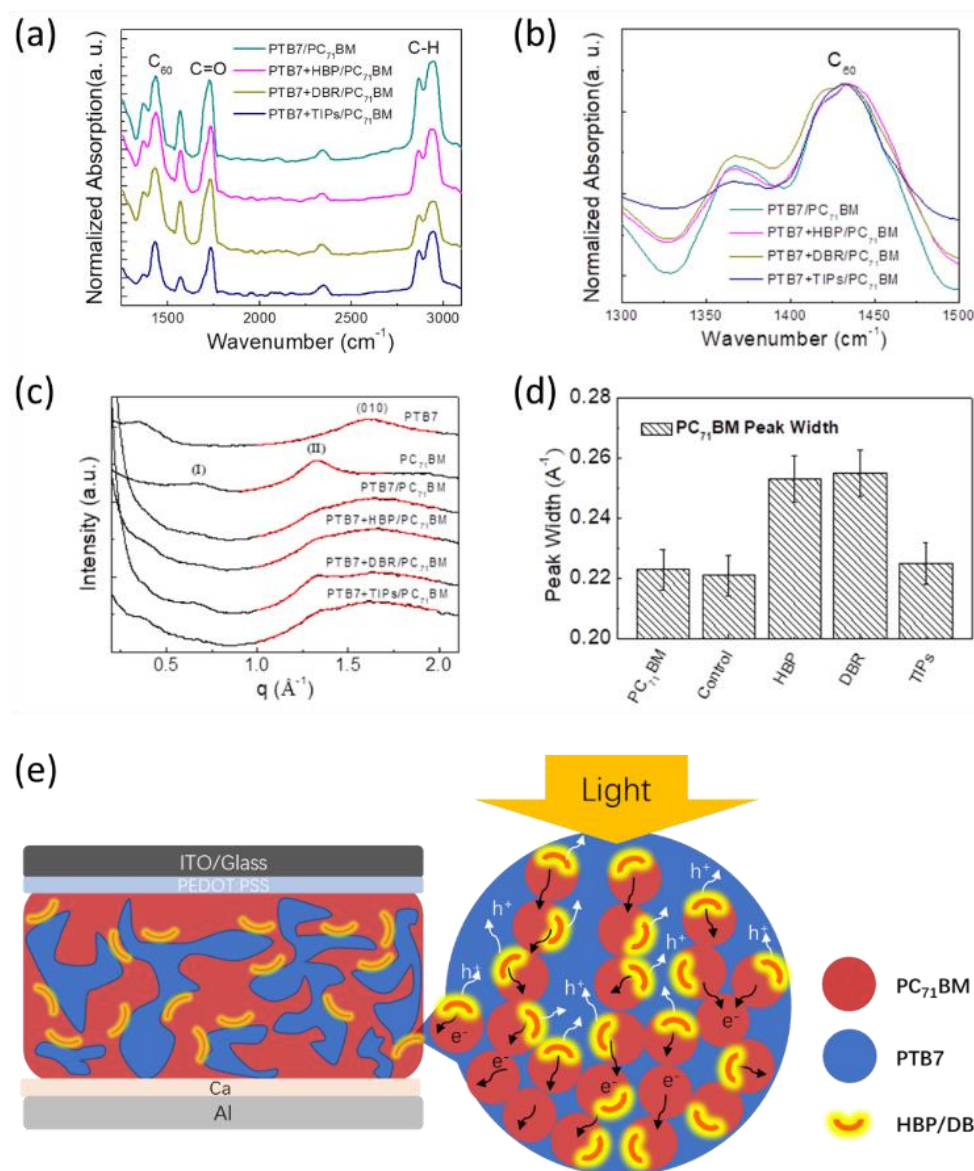 (a)
PTB7/PC71BM
PTB7+HBP/PC71BM
PTB7+DBR/PC71BM
PTB7+TIPs/PC71BM
C60
C=O
C-H
Normalized Absorption(a. u.)
1500 2000 2500 3000
Wavenumber (cm-1)
(b)
C60
PTB7/PC71BM
PTB7+HBP/PC71BM
PTB7+DBR/PC71BM
PTB7+TIPs/PC71BM
Normalized Absorption(a. u.)
1300 1350 1400 1450 1500
Wavenumber (cm-1)
(c)
(010)
PTB7
(II)
PC71BM
(I)
PTB7/PC71BM
PTB7+HBP/PC71BM
PTB7+DBR/PC71BM
PTB7+TIPs/PC71BM
Intensity (a.u.)
0.5 1.0 1.5 2.0
q (Å-1)
(d)
PC71BM Peak Width
0.28
0.26
0.24
0.22
0.20
Peak Width (A-1)
PC71BM
Control
HBP
DBR
TIPs
(e)
Light
ITO/Glass
PEDOT PSS
Ca
Al
h+
h+
h+
h+
h+
h+
h+
e-
e-
e-
e-
e-
PC71BM
PTB7
HBP/DB